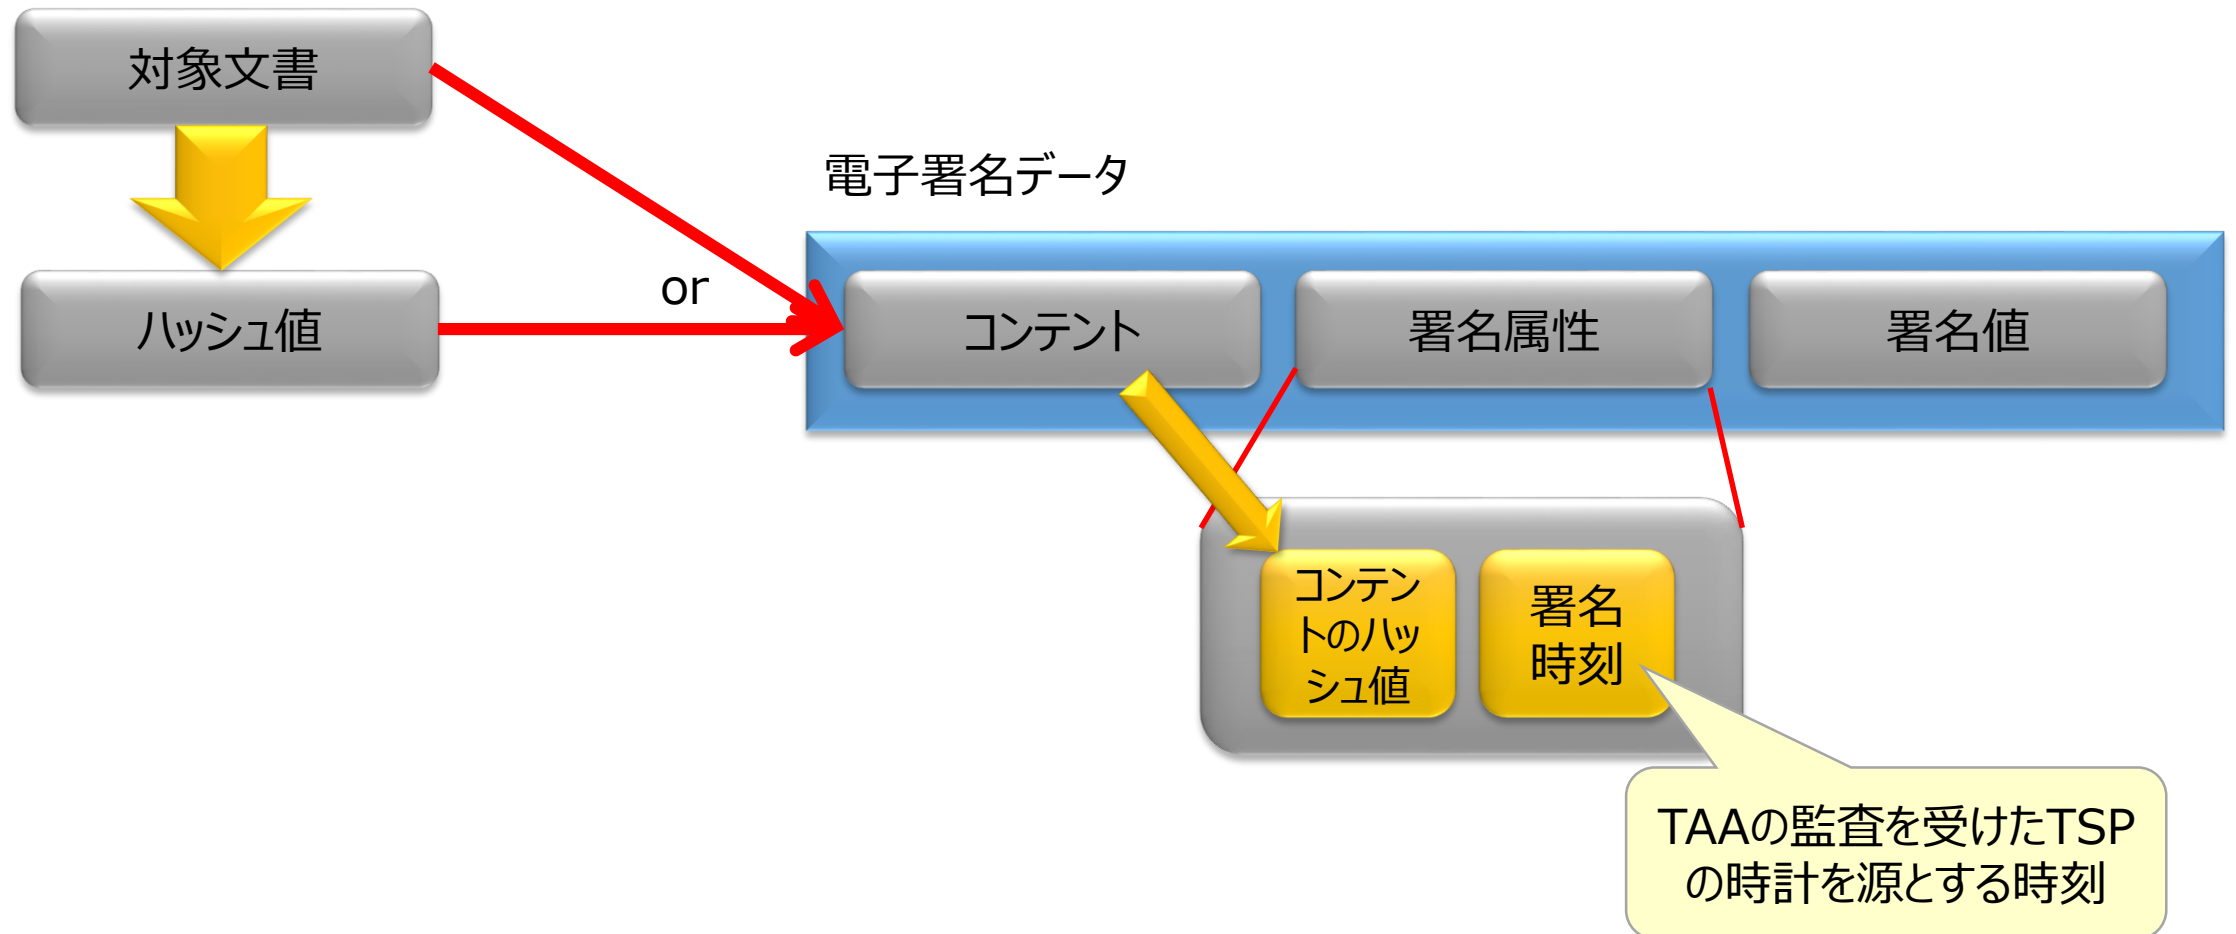 対象文書
電子署名データ
ハッシュ値
or
コンテント
署名属性
署名値
コンテン
トのハッ
シュ値
署名
時刻
TAAの監査を受けたTSP
の時計を源とする時刻